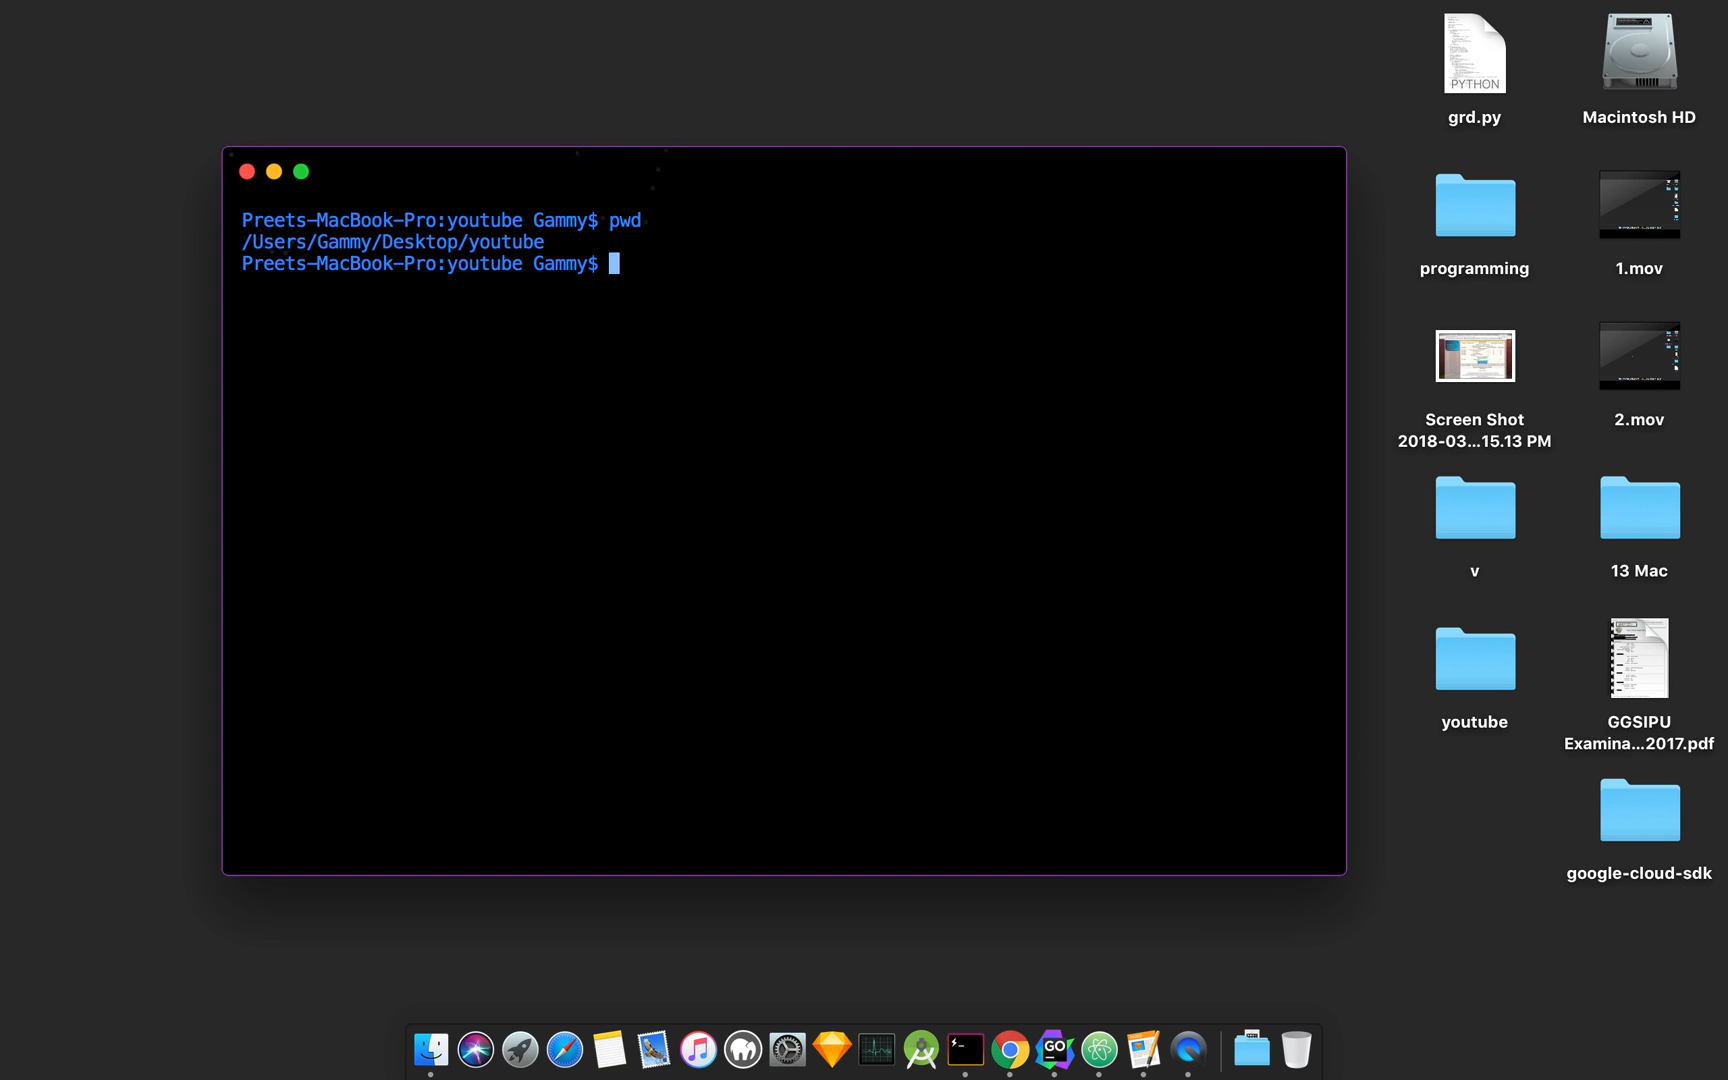 Preets-MacBook-Pro:youtube Gammy$ pwd
/Users/Gammy/Desktop/youtube
Preets-MacBook-Pro:youtube Gammy$
PYTHON
grd.py
Macintosh HD
programming
1.mov
Screen Shot
2018-03...15.13 PM
2.mov
v
13 Mac
youtube
GGSIPU
Examina...2017.pdf
google-cloud-sdk
GO